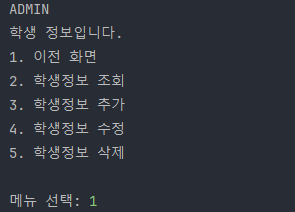 ADMIN
학생 정보입니다.
1. 이전 화면
2. 학생정보 조회
3. 학생정보 추가
4. 학생정보 수정
5. 학생정보 삭제
메뉴 선택: 1